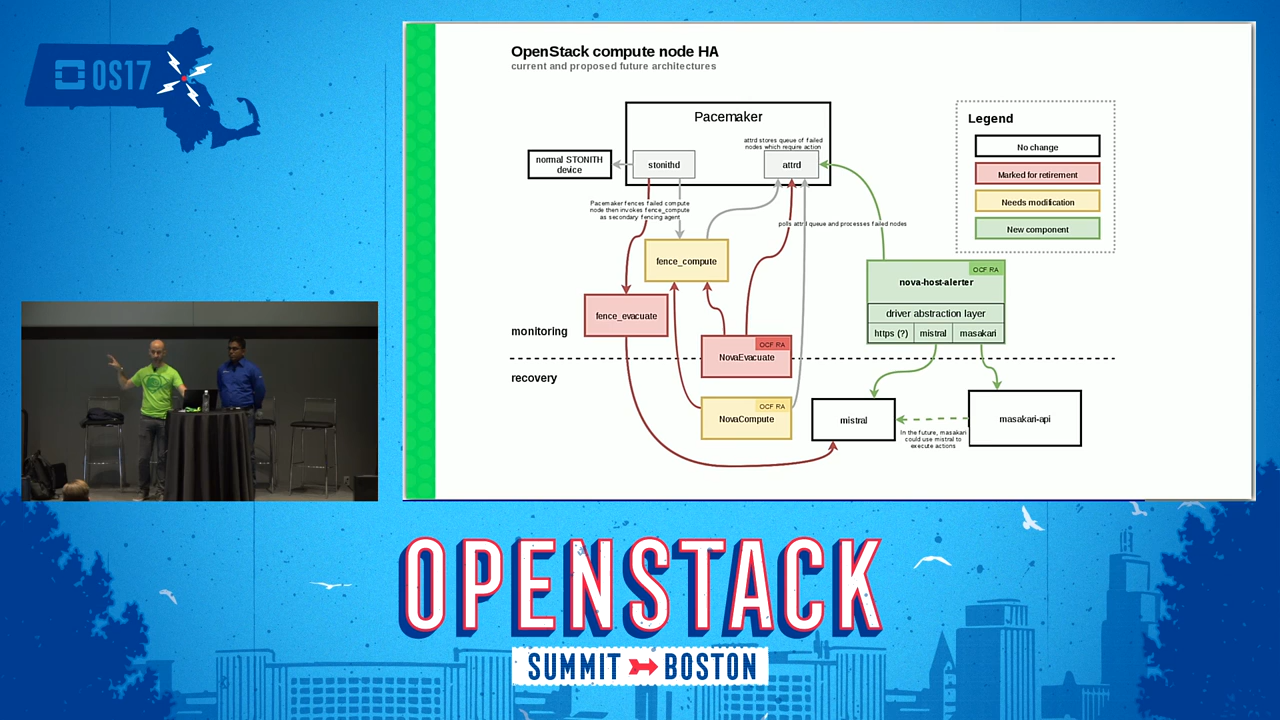 OS17
OpenStack compute node HA
current and proposed future architectures
Pacemaker
attrd stores queue of failed
nodes which require action
normal STONITH
device
stonithd
attrd
Legend
No change
Marked for retirement
Needs modification
New component
Pacemaker fences failed compute
node then invokes fence_compute
as secondary fencing agent
polls attrd queue and processes failed nodes
fence_compute
OCF RA
nova-host-alerter
driver abstraction layer
https (?)
mistral
masakari
fence_evacuate
monitoring
OCF RA
NovaEvacuate
recovery
OCF RA
NovaCompute
mistral
masakari-api
In the future, masakari
could use mistral to
execute actions
OPENSTACK
SUMMIT BOSTON